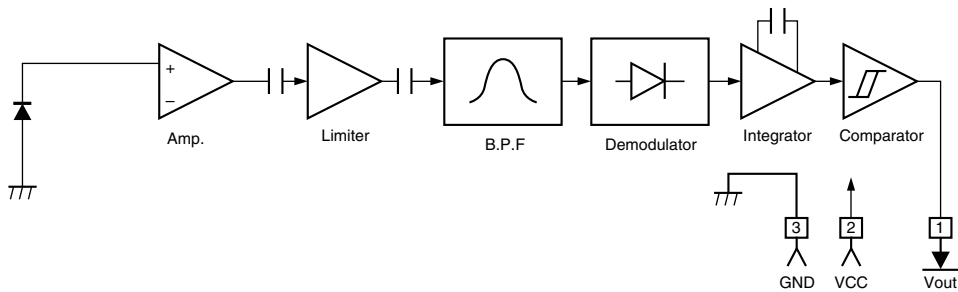 +
−
Amp.
Limiter
B.P.F
Demodulator
Integrator
Comparator
3
2
1
GND
VCC
Vout